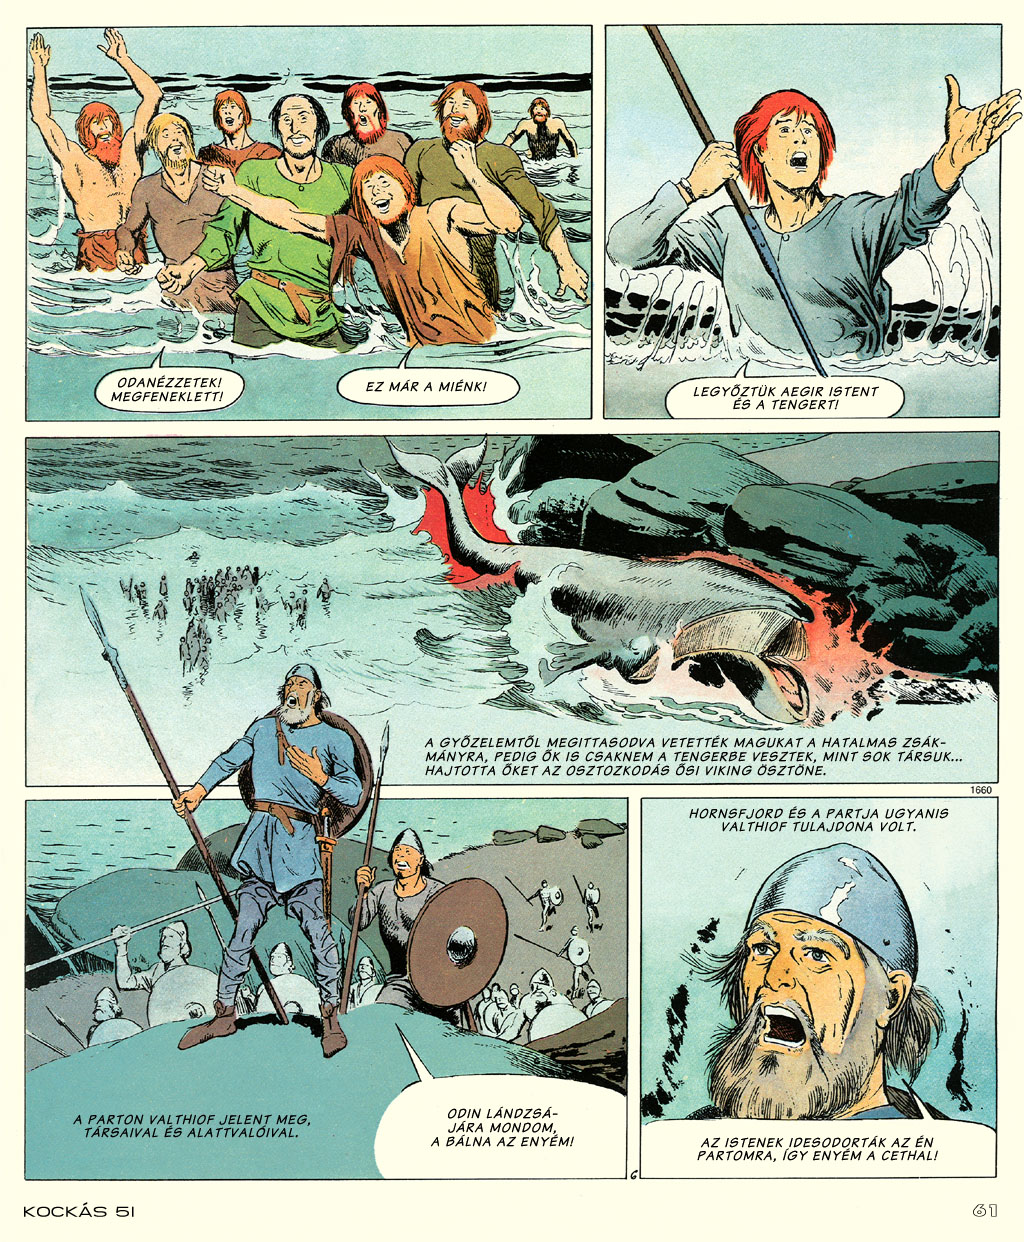 ODANÉZZETEK!
MEGFENEKLETT!
EZ MÁR A MIÉNK!
LEGYŐZTÜK AEGIR ISTENT
ÉS A TENGERT!
A GYŐZELEMTŐL MEGITTASODVA VETETTÉK MAGUKAT A HATALMAS ZSÁK-
MÁNYRA, PEDIG ŐK IS CSAKNEM A TENGERBE VESZTEK, MINT SOK TÁRSUK...
HAJTOTTA ŐKET AZ OSZTOZKODÁS ŐSI VIKING ÖSZTÖNE.
1660
A PARTON VALTHIOF JELENT MEG,
TÁRSAIVAL ÉS ALATTVALÓIVAL.
ODIN LÁNDZSÁ-
JÁRA MONDOM,
A BÁLNA AZ ENYÉM!
6
HORNSFJORD ÉS A PARTJA UGYANIS
VALTHIOF TULAJDONA VOLT.
AZ ISTENEK IDESODORTÁK AZ ÉN
PARTOMRA, ÍGY ENYÉM A CETHAL!
KOCKÁS 51
61